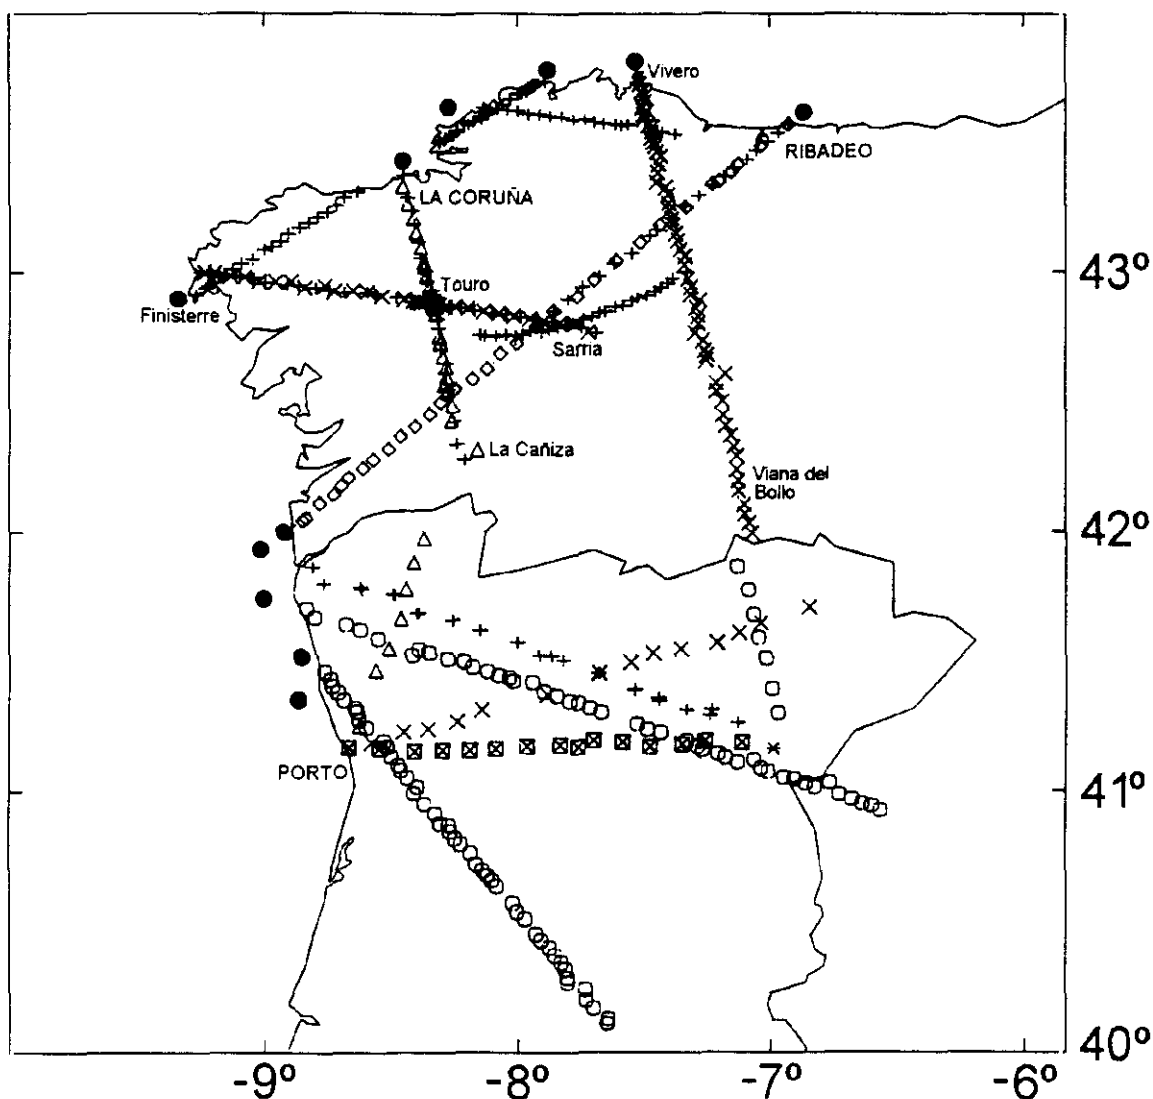 Vivero
RIBADEO
LA CORUÑA
43º
Touro
Finisterre
Sarria
La Cañiza
Viana del
Bollo
42º
PORTO
41º
40º
-9º
-8º
-7º
-6º